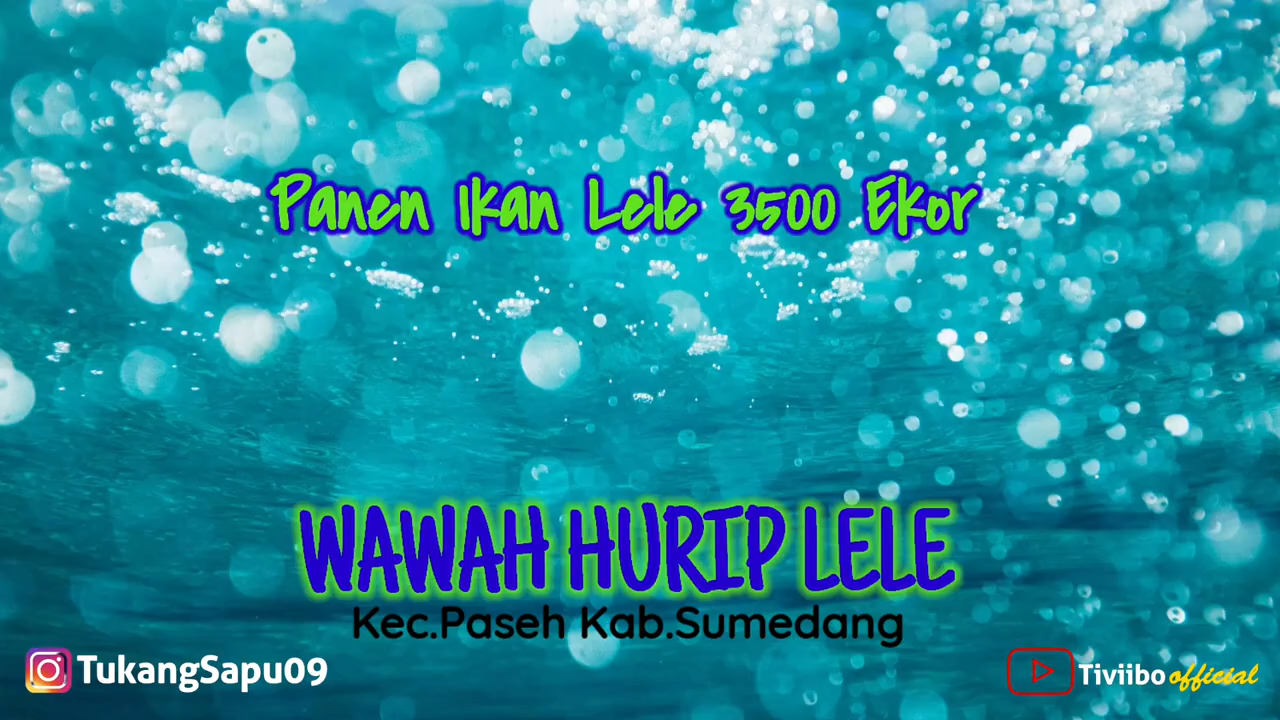 Panen Ikan Lele 3500 Ekor
WAWAH HURIP LELE
Kec.Paseh Kab.Sumedang
TukangSapu09
Tiviibo official